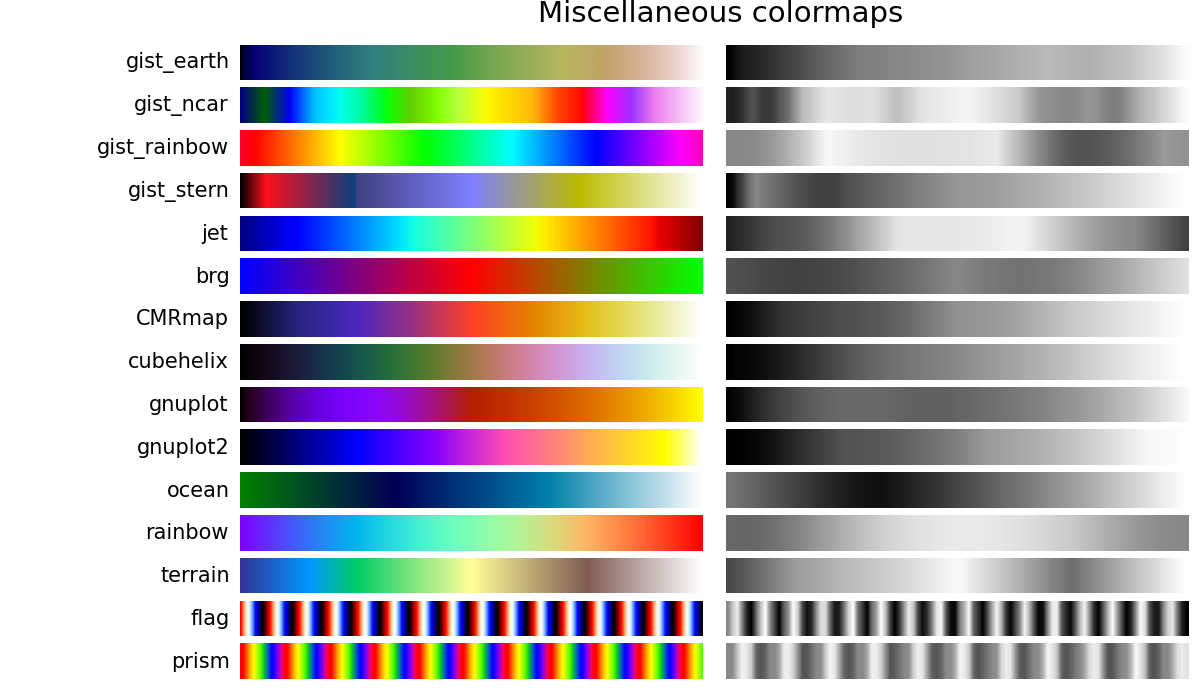 Miscellaneous colormaps
gist_earth
gist_ncar
gist_rainbow
gist_stern
jet
brg
CMRmap
cubehelix
gnuplot
gnuplot2
ocean
rainbow
terrain
flag
prism